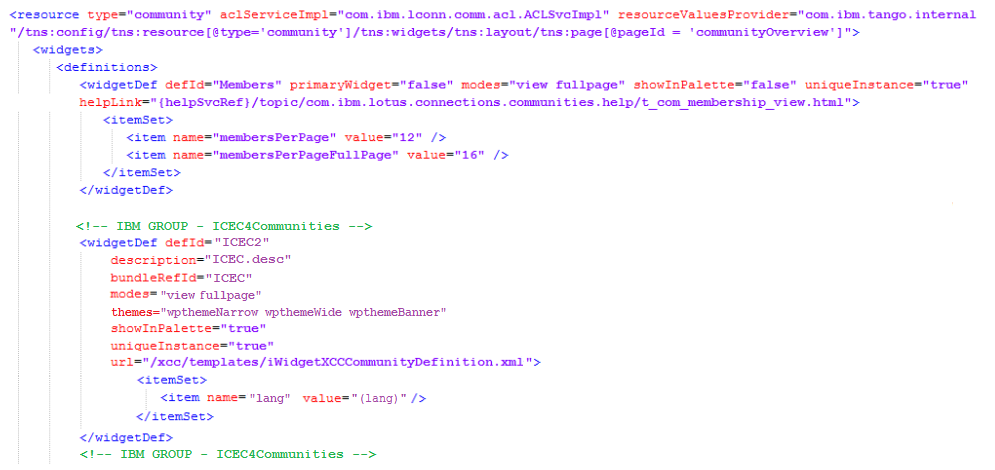 <resource type="community" aclServiceImpl="com.ibm.lconn.comm.acl.ACLSvcImpl" resourceValuesProvider="com.ibm.tango.internal
"/tns:config/tns:resource[@type='community']/tns:widgets/tns:layout/tns:page[@pageId = 'communityOverview']">
<widgets>
<definitions>
<widgetDef defId="Members" primaryWidget="false" modes="view fullpage" showInPalette="false" uniqueInstance="true"
helpLink="{helpSvcRef}/topic/com.ibm.lotus.connections.communities.help/t_com_membership_view.html">
<itemSet>
<item name="membersPerPage" value="12" />
<item name="membersPerPageFullPage" value="16" />
</itemSet>
</widgetDef>
<!-- IBM GROUP - ICEC4Communities -->
<widgetDef defId="ICEC2"
description="ICEC.desc"
bundleRefId="ICEC"
modes="view fullpage"
themes="wpthemeNarrow wpthemeWide wpthemeBanner"
showInPalette="true"
uniqueInstance="true"
url="/xcc/templates/iWidgetXCCCommunityDefinition.xml">
<itemSet>
<item name="lang" value="(lang)" />
</itemSet>
</widgetDef>
<!-- IBM GROUP - ICEC4Communities -->